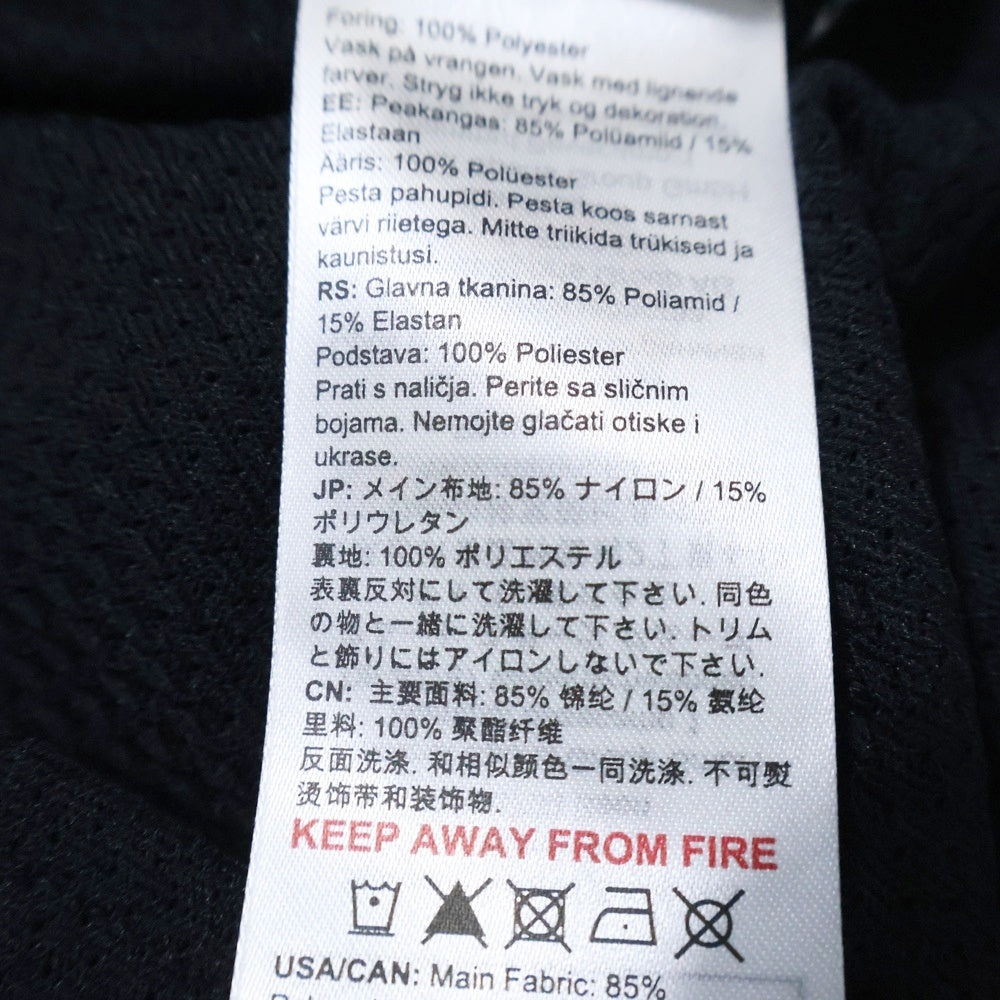 Foring: 100% Polyester
Vask på vrangen. Vask med lignende
farver. Stryg ikke tryk og dekoration.
EE: Peakangas: 85% Polüamiid / 15%
Elastaan
Ääris: 100% Polüester
Pesta pahupidi. Pesta koos sarnast
värvi riietega. Mitte triikida trükiseid ja
kaunistusi.
RS: Glavna tkanina: 85% Poliamid /
15% Elastan
Podstava: 100% Poliester
Prati s naličja. Perite sa sličnim
bojama. Nemojte glačati otiske i
ukrase.
JP: メイン布地: 85% ナイロン / 15%
ポリウレタン
裏地: 100% ポリエステル
表裏反対にして洗濯して下さい. 同色
の物と一緒に洗濯して下さい. トリム
と飾りにはアイロンしないで下さい.
CN: 主要面料: 85% 锦纶 / 15% 氨纶
里料: 100% 聚酯纤维
反面洗涤. 和相似颜色一同洗涤. 不可熨
烫饰带和装饰物.
KEEP AWAY FROM FIRE
USA/CAN: Main Fabric: 85%